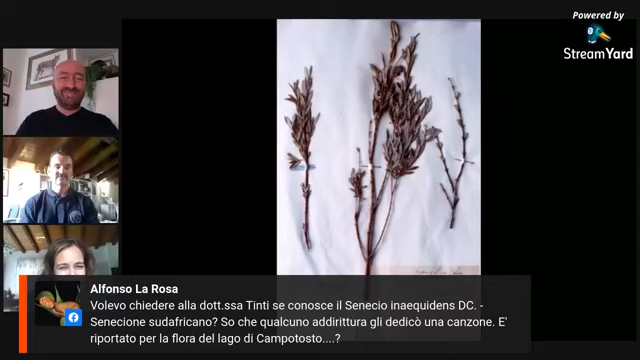 Powered by
StreamYard
Alfonso La Rosa
Volevo chiedere alla dott.ssa Tinti se conosce il Senecio inaequidens DC. -
Senecione sudafricano? So che qualcuno addirittura gli dedicò una canzone. E'
riportato per la flora del lago di Campotosto....?